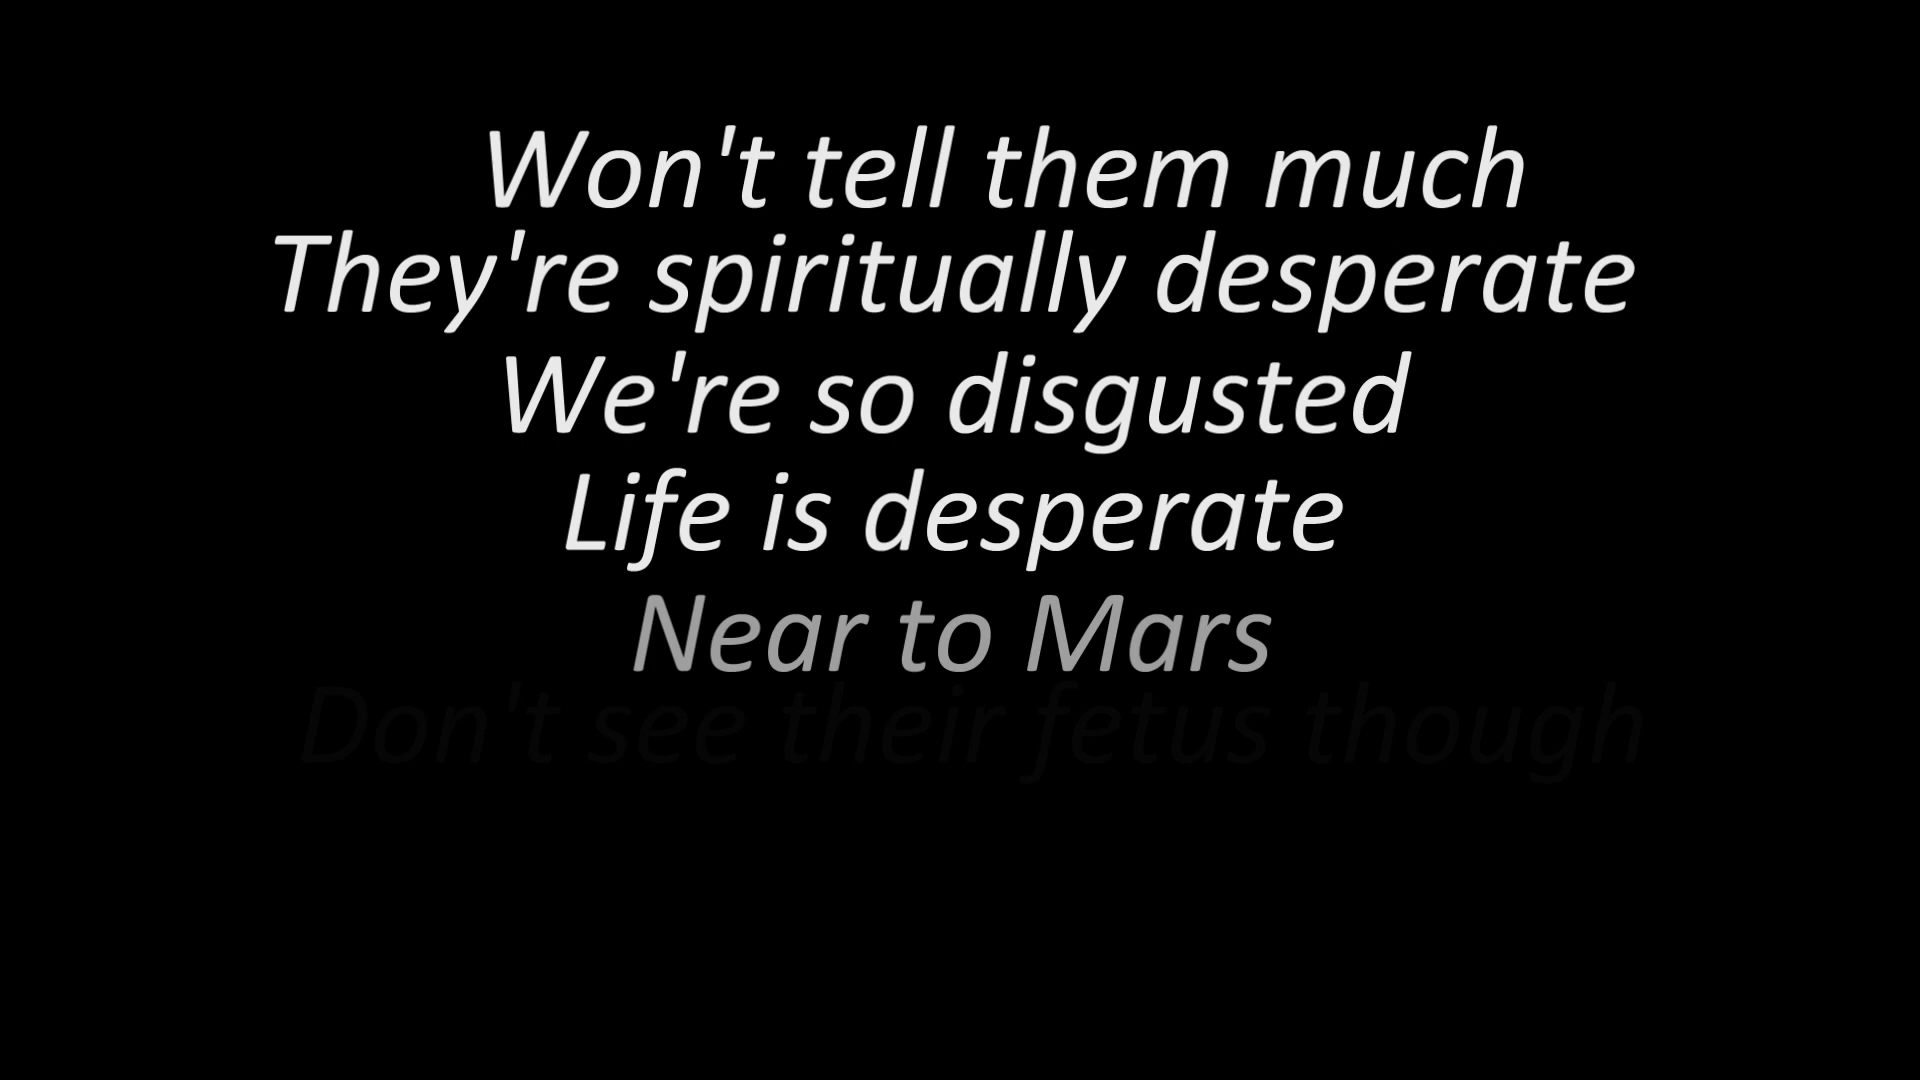 Won't tell them much
They're spiritually desperate
We're so disgusted
Life is desperate
Near to Mars
Don't see their fetus though